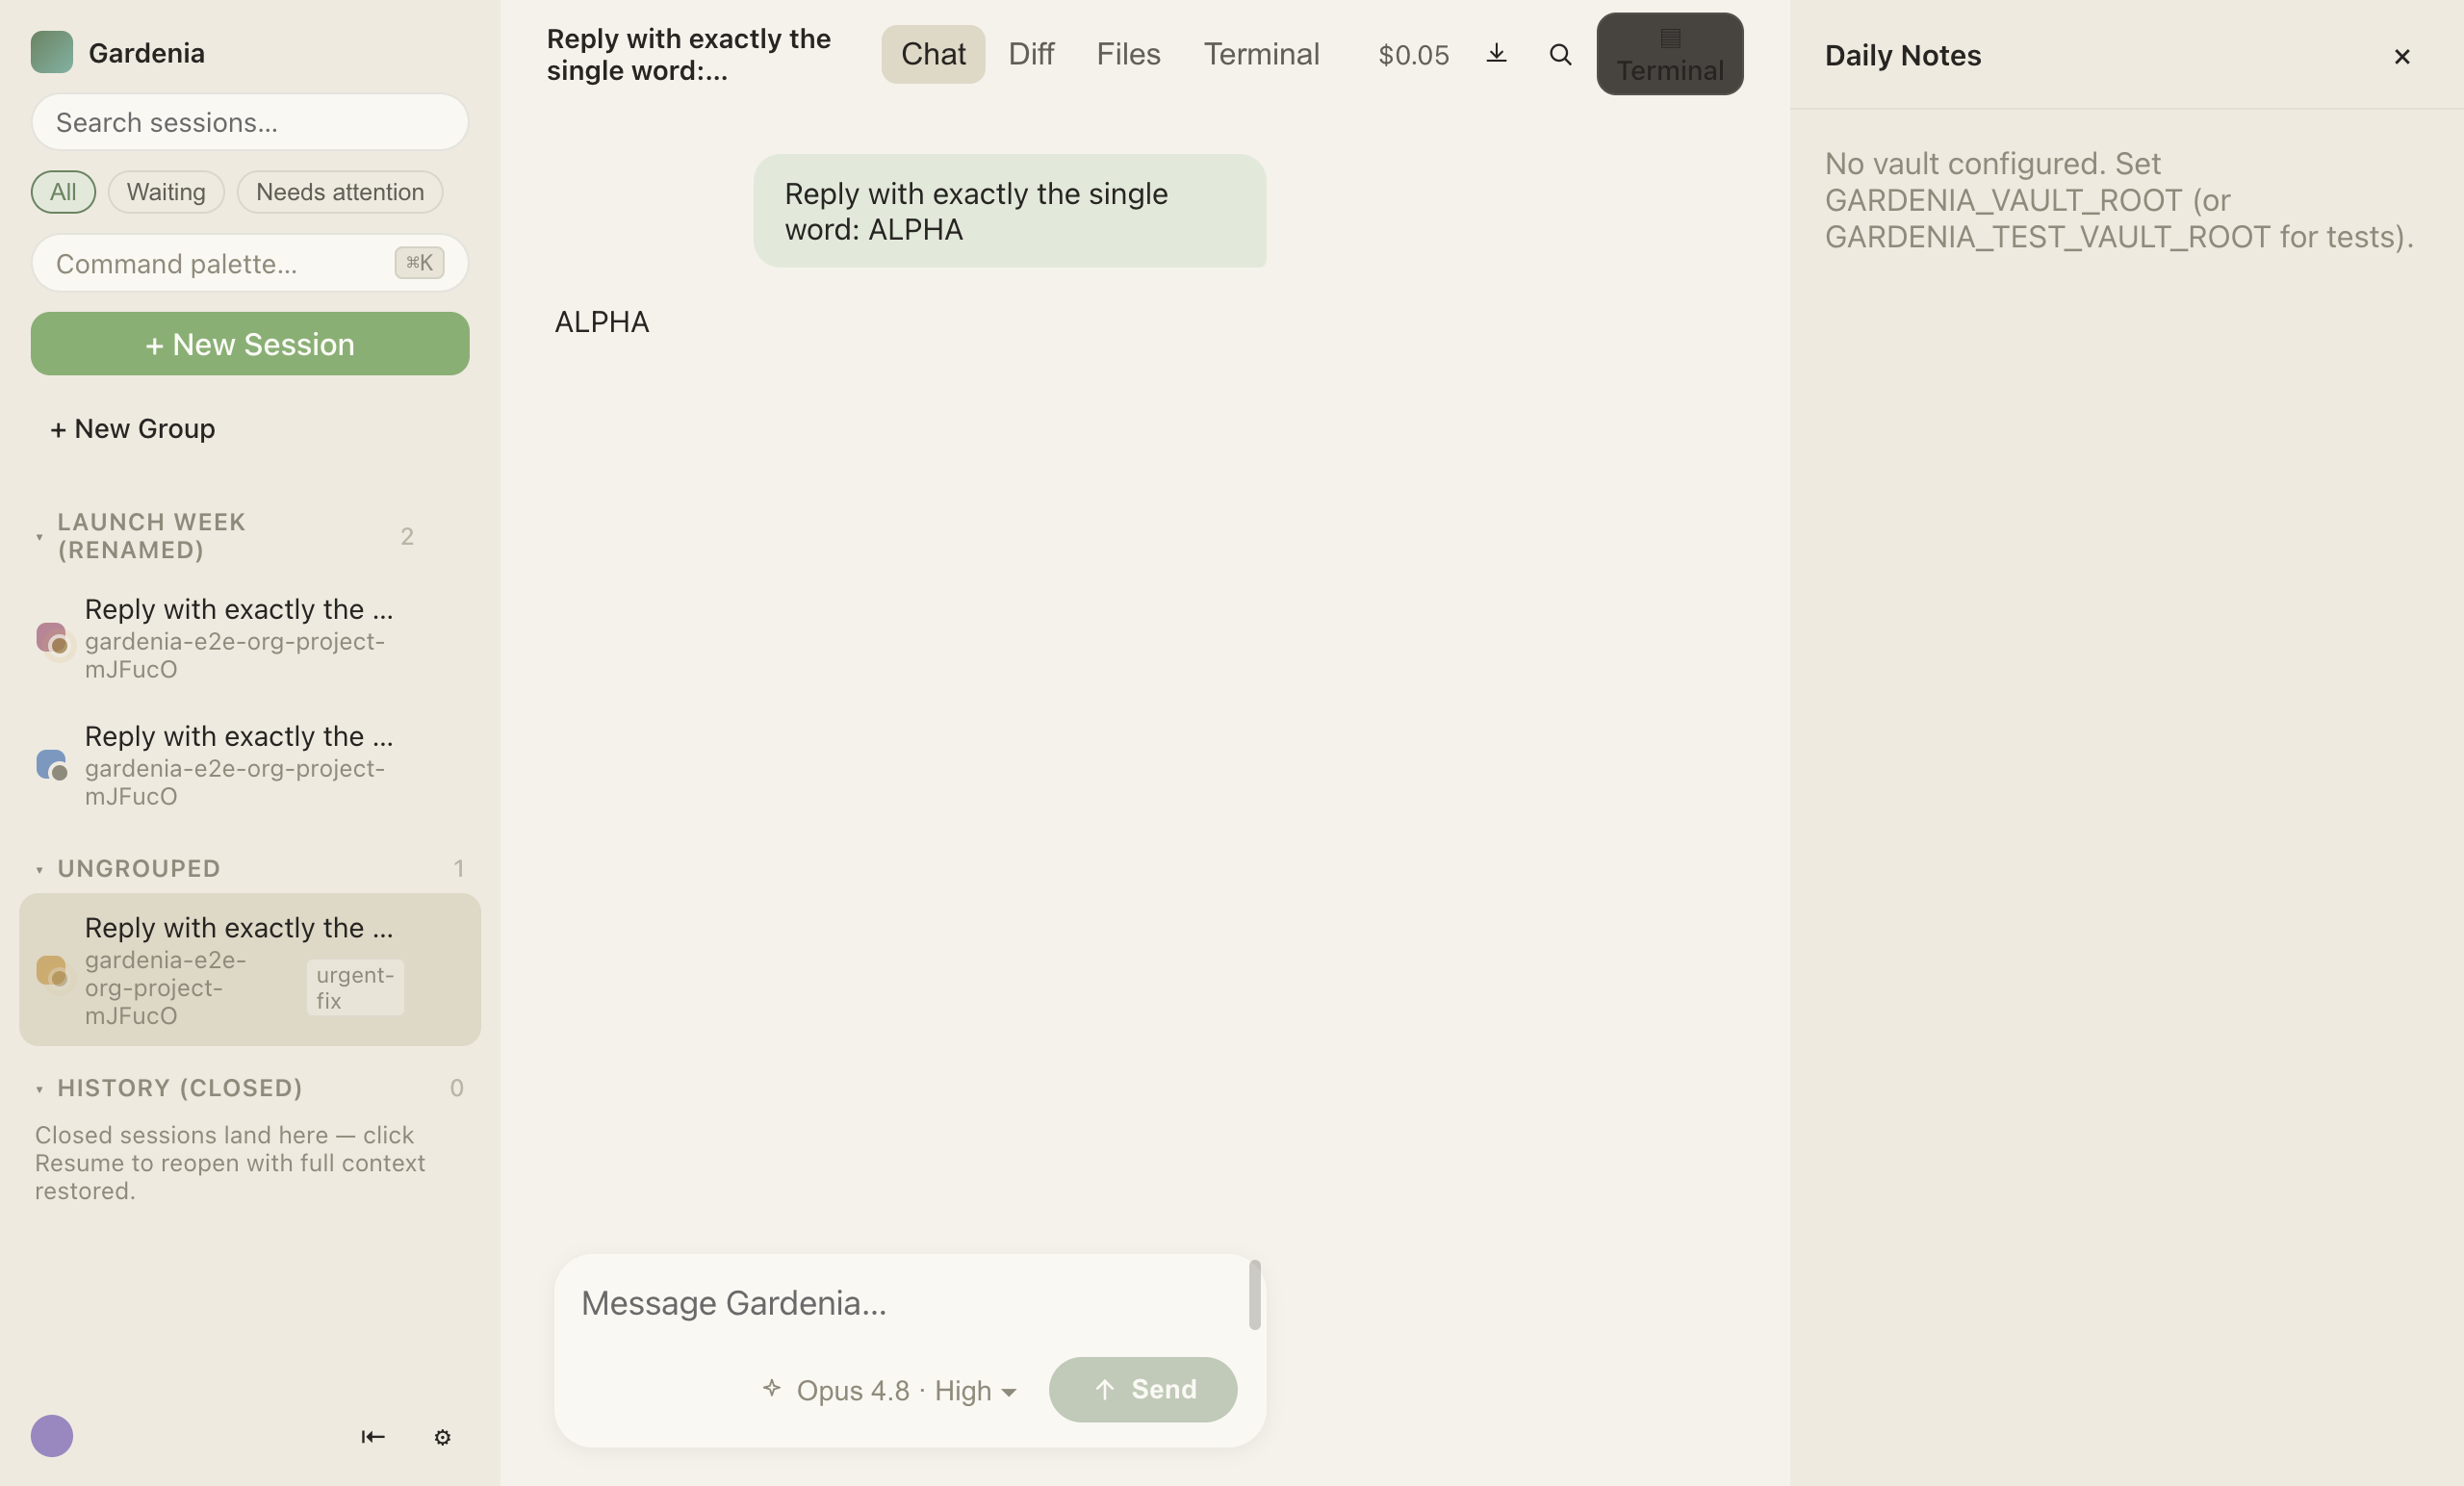 Gardenia
Search sessions...
All
Waiting
Needs attention
Command palette...
⌘K
+ New Session
+ New Group
LAUNCH WEEK
(RENAMED)
2
Reply with exactly the ...
gardenia-e2e-org-project-
mJFucO
Reply with exactly the ...
gardenia-e2e-org-project-
mJFucO
UNGROUPED
1
Reply with exactly the ...
gardenia-e2e-
org-project-
mJFucO
urgent-
fix
HISTORY (CLOSED)
0
Closed sessions land here — click
Resume to reopen with full context
restored.
Reply with exactly the
single word:...
Chat
Diff
Files
Terminal
$0.05
Terminal
Reply with exactly the single
word: ALPHA
ALPHA
Message Gardenia...
Opus 4.8 · High
Send
Daily Notes
No vault configured. Set
GARDENIA_VAULT_ROOT (or
GARDENIA_TEST_VAULT_ROOT for tests).